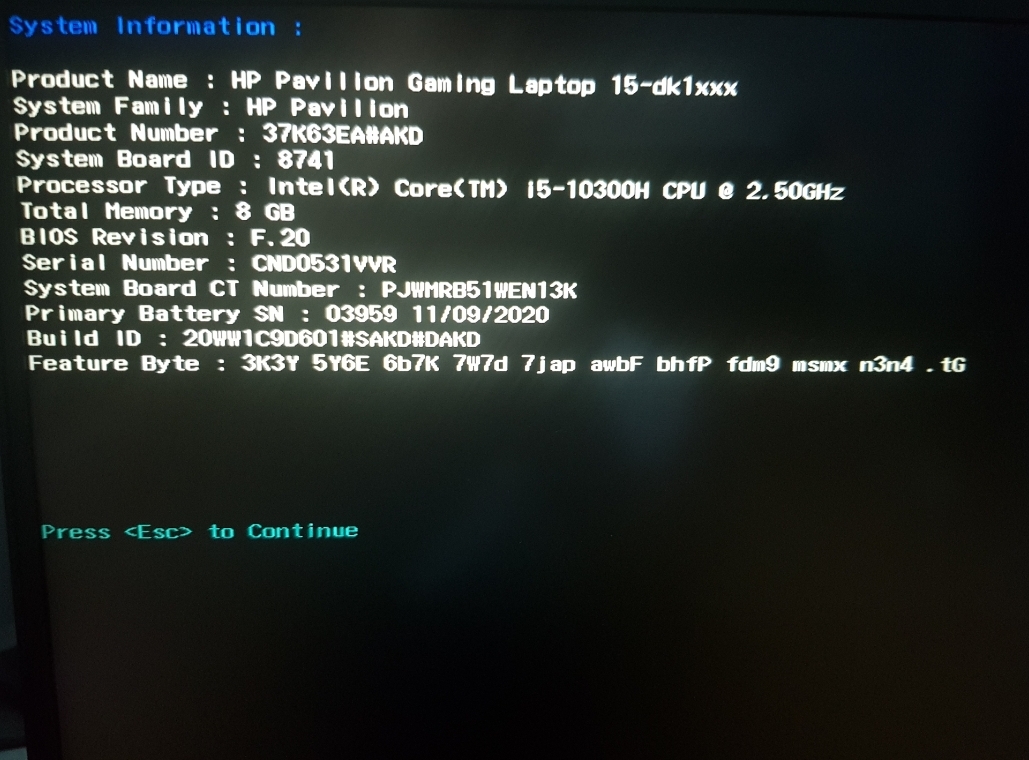 System Information :
Product Name : HP Pavilion Gaming Laptop 15-dk1xxx
System Family : HP Pavilion
Product Number : 37K63EA#AKD
System Board ID : 8741
Processor Type : Intel(R) Core(TM) i5-10300H CPU @ 2.50GHz
Total Memory : 8 GB
BIOS Revision : F.20
Serial Number : CND0531VVR
System Board CT Number : PJWMRB51WEN13K
Primary Battery SN : 03959 11/09/2020
Build ID : 20WW1C9D601#SAKD#DAKD
Feature Byte : 3K3Y 5Y6E 6b7K 7W7d 7jap awbF bhfP fdm9 msmx n3n4 .tG
Press <Esc> to Continue